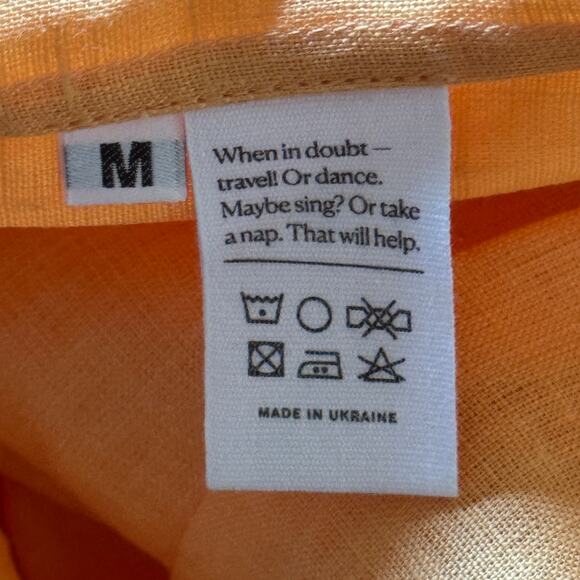 M
When in doubt —
travel! Or dance.
Maybe sing? Or take
a nap. That will help.
MADE IN UKRAINE